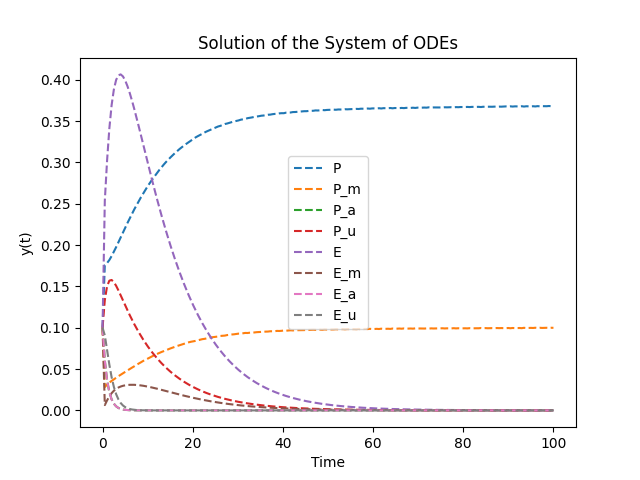 Solution of the System of ODEs
y(t)
0.40
0.35
0.30
0.25
0.20
0.15
0.10
0.05
0.00
P
P_m
P_a
P_u
E
E_m
E_a
E_u
0 20 40 60 80 100
Time